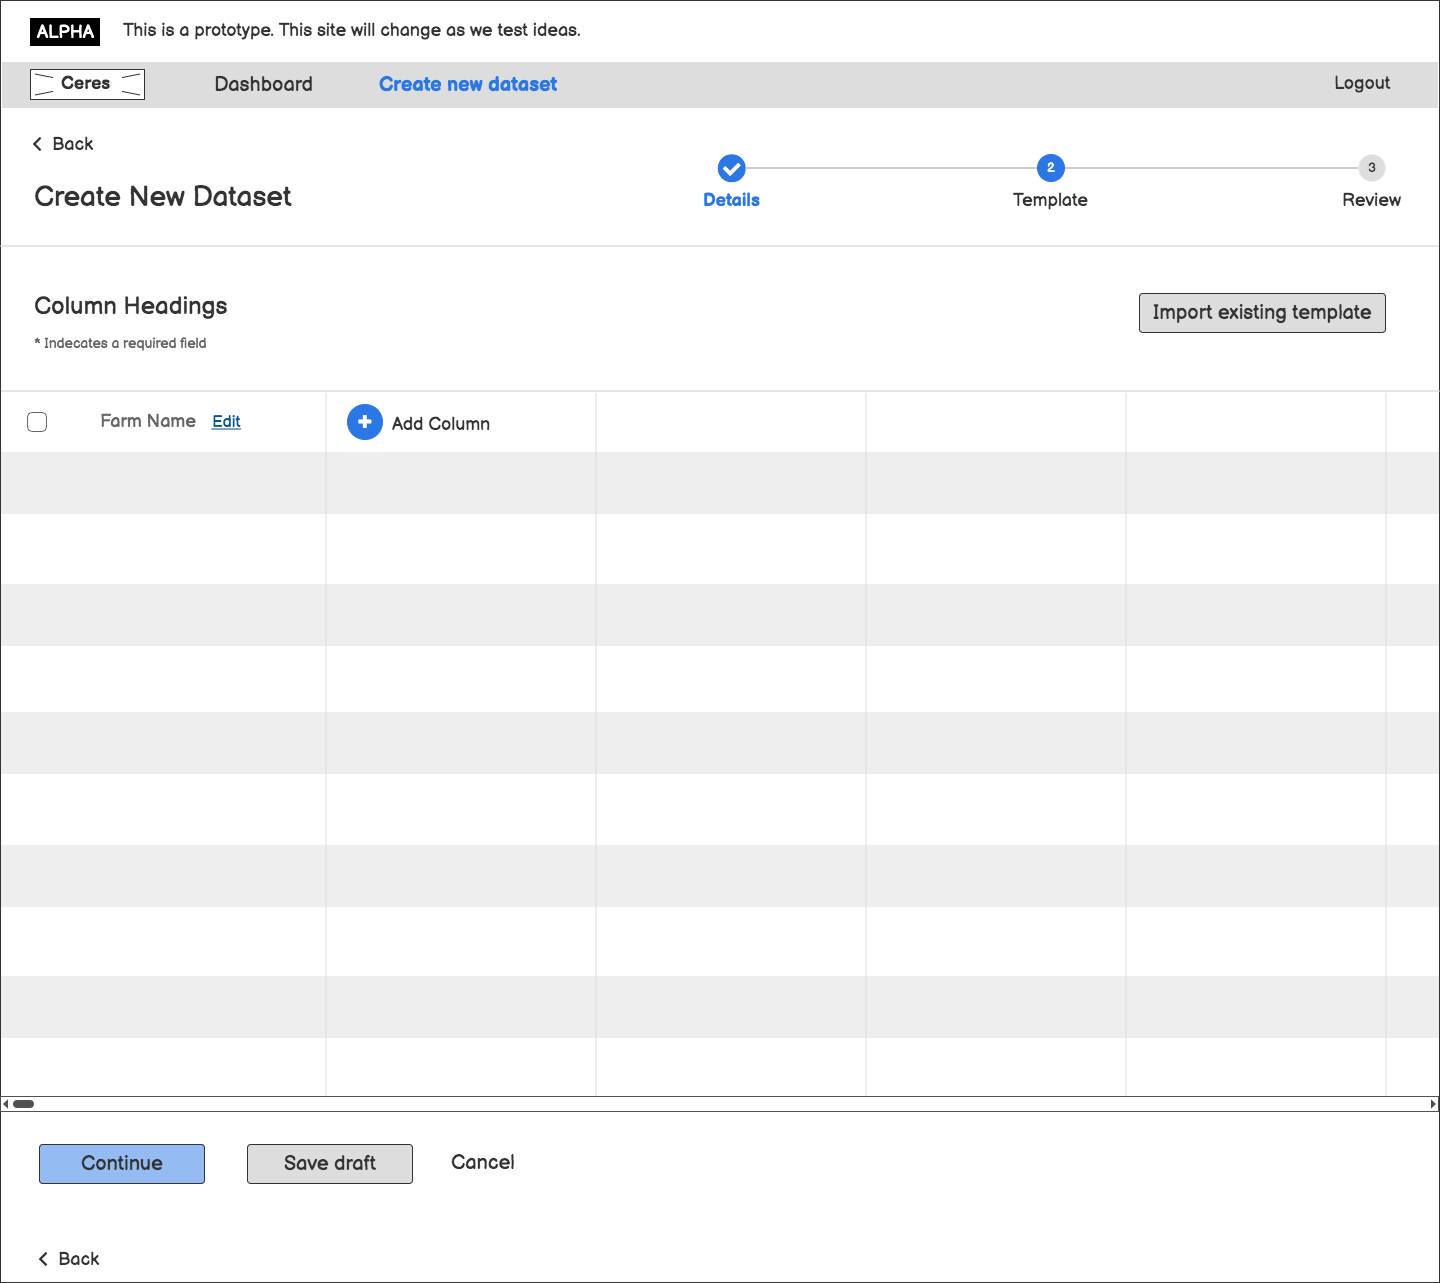 ALPHA This is a prototype. This site will change as we test ideas.
Ceres Dashboard Create new dataset Logout
Back
2 3
Create New Dataset
Details Template Review
Column Headings
Import existing template
* Indecates a required field
Farm Name Edit Add Column
Continue Save draft Cancel
Back